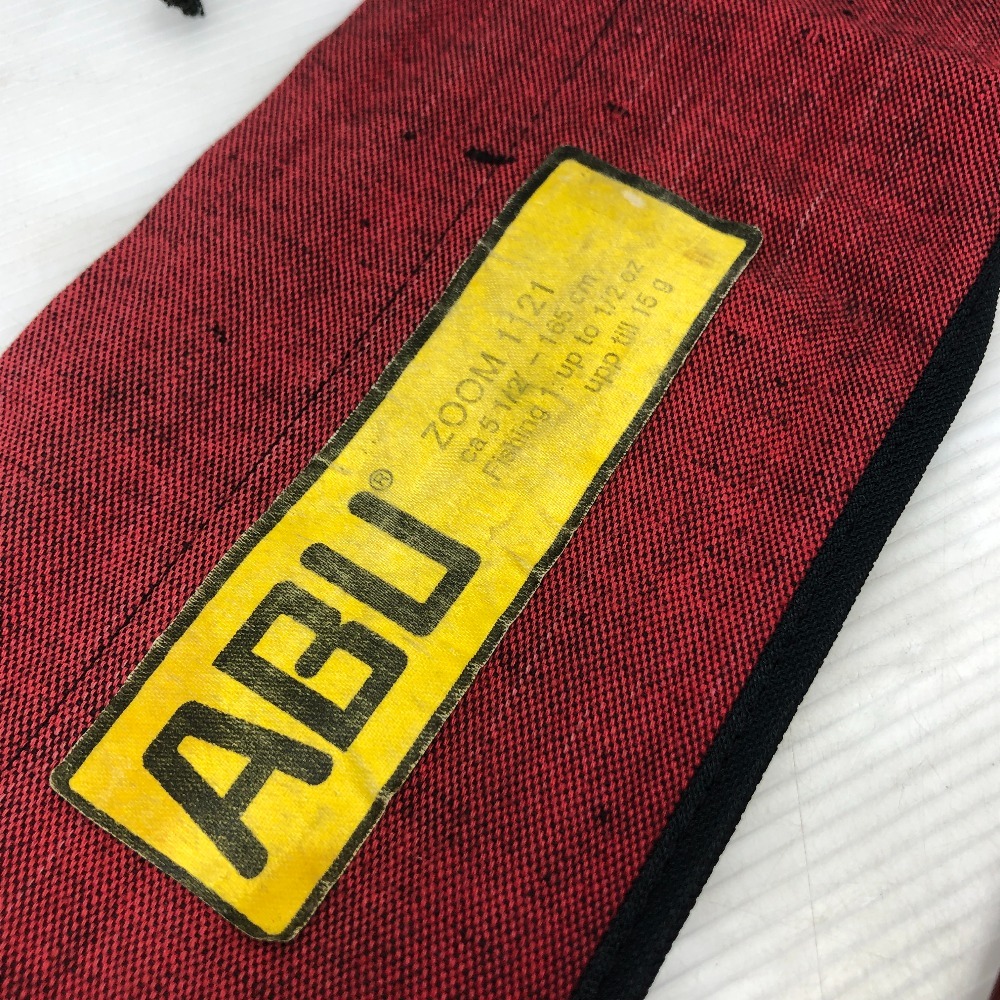 ABU®
ZOOM 1121
ca 5 1/2' – 165 cm
Fishing 1: up to 1/2 oz
upp till 15 g